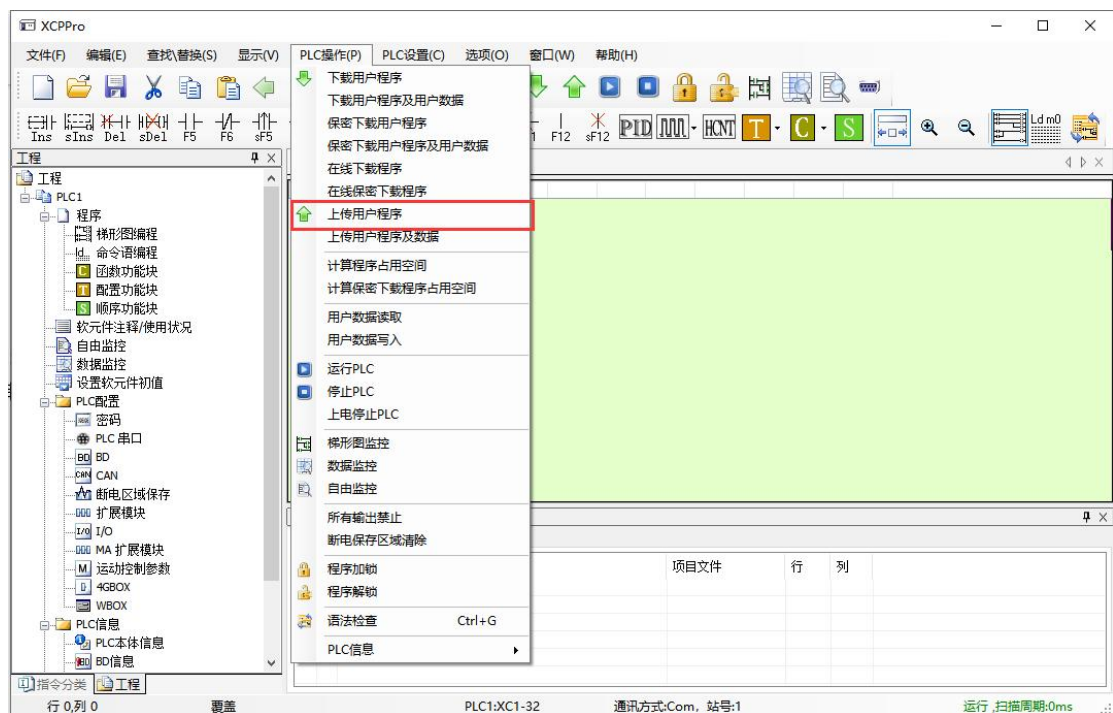 XCPPro
文件(F) 编辑(E) 查找\替换(S) 显示(V) PLC操作(P) PLC设置(C) 选项(O) 窗口(W) 帮助(H)
Ins sIns Del sDel F5 F6 sF5 F12 sF12 PID HCNT T C S Ld m0
工程
工程
PLC1
程序
梯形图编程
命令语编程
C 函数功能块
T 配置功能块
S 顺序功能块
软元件注释/使用状况
自由监控
数据监控
设置软元件初值
PLC配置
密码
PLC 串口
BD BD
CAN CAN
断电区域保存
扩展模块
I/O I/O
MA 扩展模块
M 运动控制参数
4GBOX
WBOX
PLC信息
PLC本体信息
BD BD信息
指令分类 工程
下载用户程序
下载用户程序及用户数据
保密下载用户程序
保密下载用户程序及用户数据
在线下载程序
在线保密下载程序
上传用户程序
上传用户程序及数据
计算程序占用空间
计算保密下载程序占用空间
用户数据读取
用户数据写入
运行PLC
停止PLC
上电停止PLC
梯形图监控
数据监控
自由监控
所有输出禁止
断电保存区域清除
程序加锁
程序解锁
语法检查 Ctrl+G
PLC信息
项目文件 行 列
行 0,列 0 覆盖 PLC1:XC1-32 通讯方式:Com，站号:1 运行 ,扫描周期:0ms